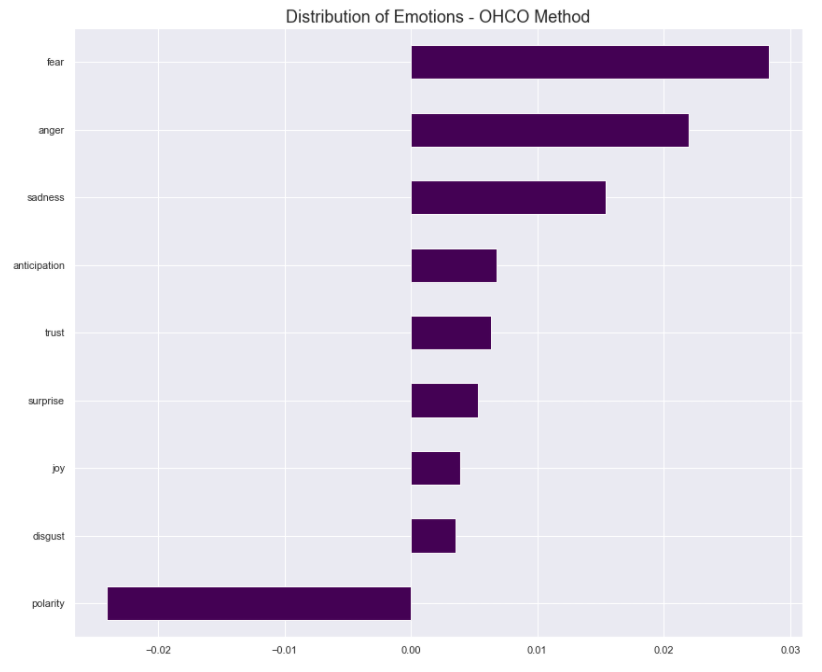 Distribution of Emotions - OHCO Method
fear
anger
sadness
anticipation
trust
surprise
joy
disgust
polarity
−0.02 −0.01 0.00 0.01 0.02 0.03